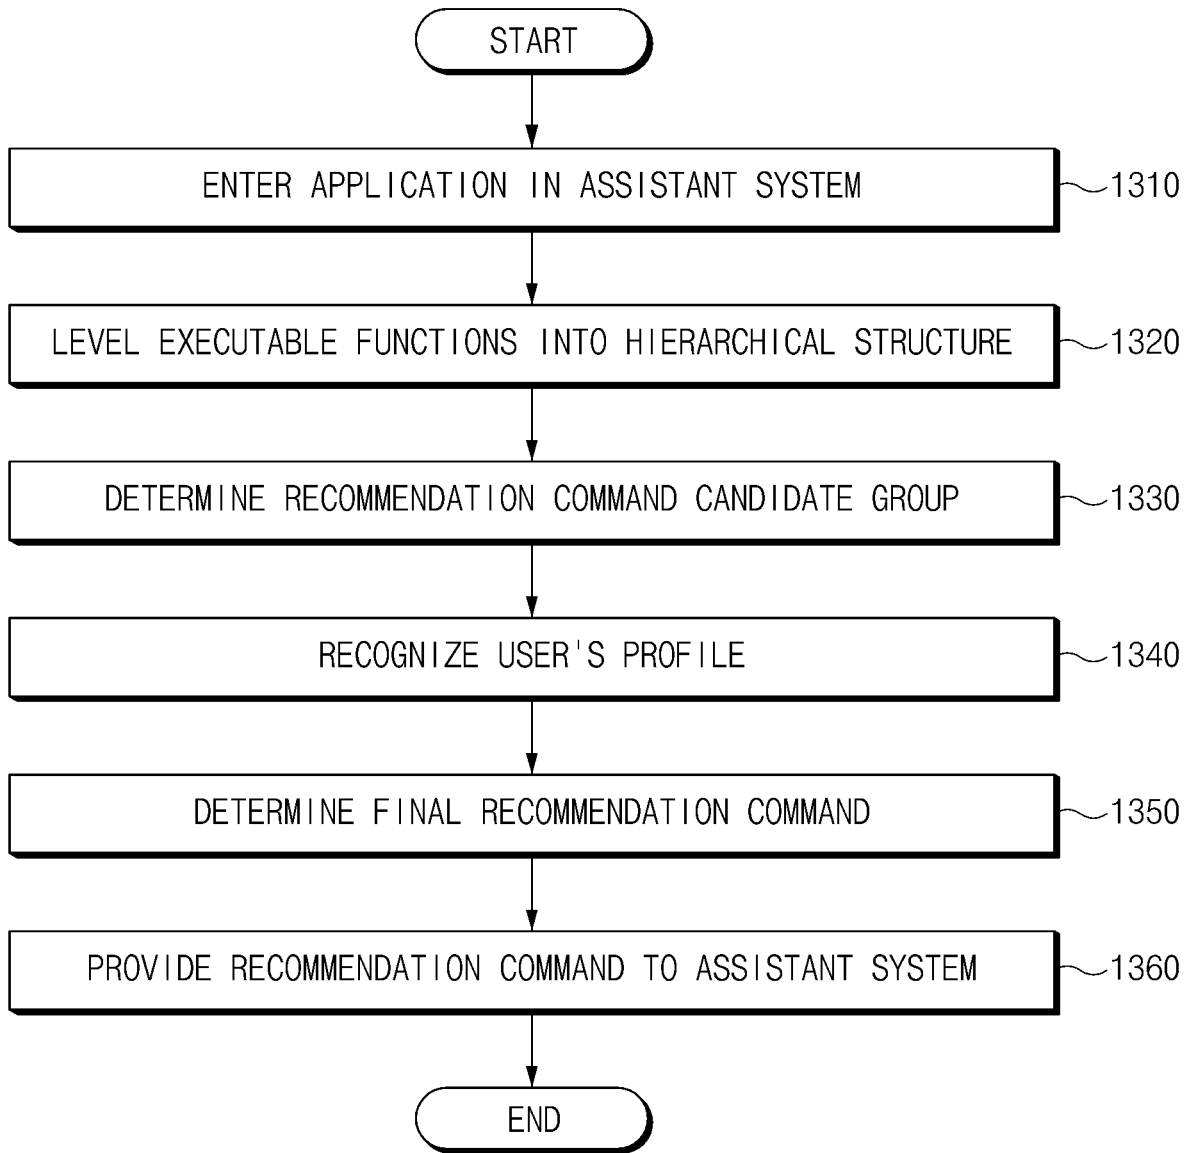 START
ENTER APPLICATION IN ASSISTANT SYSTEM
1310
LEVEL EXECUTABLE FUNCTIONS INTO HIERARCHICAL STRUCTURE
1320
DETERMINE RECOMMENDATION COMMAND CANDIDATE GROUP
1330
RECOGNIZE USER'S PROFILE
1340
DETERMINE FINAL RECOMMENDATION COMMAND
1350
PROVIDE RECOMMENDATION COMMAND TO ASSISTANT SYSTEM
1360
END